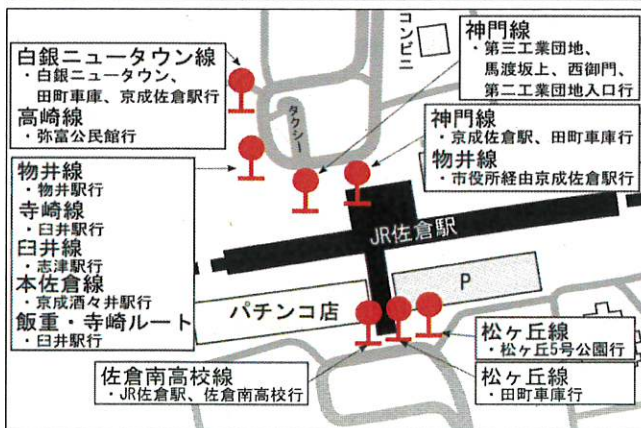 白銀ニュータウン線
・白銀ニュータウン、
田町車庫、京成佐倉駅行
高崎線
・弥富公民館行
物井線
・物井駅行
寺崎線
・臼井駅行
臼井線
・志津駅行
本佐倉線
・京成酒々井駅行
飯重・寺崎ルート
・臼井駅行
コンビニ
タクシー
神門線
・第三工業団地、
馬渡坂上、西御門、
第二工業団地入口行
神門線
・京成佐倉駅、田町車庫行
物井線
・市役所経由京成佐倉駅行
JR佐倉駅
パチンコ店
P
佐倉南高校線
・JR佐倉駅、佐倉南高校行
松ヶ丘線
・松ヶ丘5号公園行
松ヶ丘線
・田町車庫行